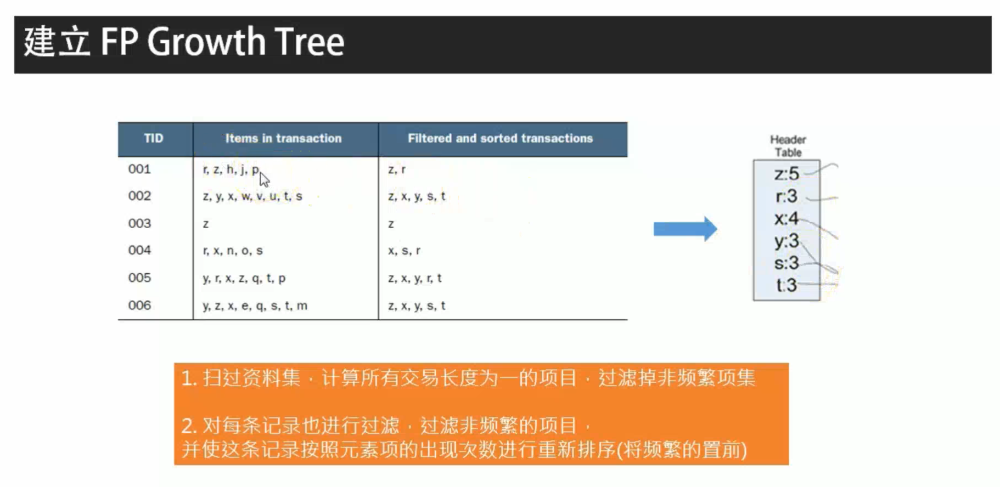 建立 FP Growth Tree
TID Items in transaction Filtered and sorted transactions
001 r, z, h, j, p z, r
002 z, y, x, w, v, u, t, s z, x, y, s, t
003 z z
004 r, x, n, o, s x, s, r
005 y, r, x, z, q, t, p z, x, y, r, t
006 y, z, x, e, q, s, t, m z, x, y, s, t
Header
Table
z:5
r:3
x:4
y:3
s:3
t:3
1. 扫过资料集，计算所有交易长度为一的项目，过滤掉非频繁项集
2. 对每条记录也进行过滤，过滤非频繁的项目，
并使这条记录按照元素项的出现次数进行重新排序(将频繁的置前)